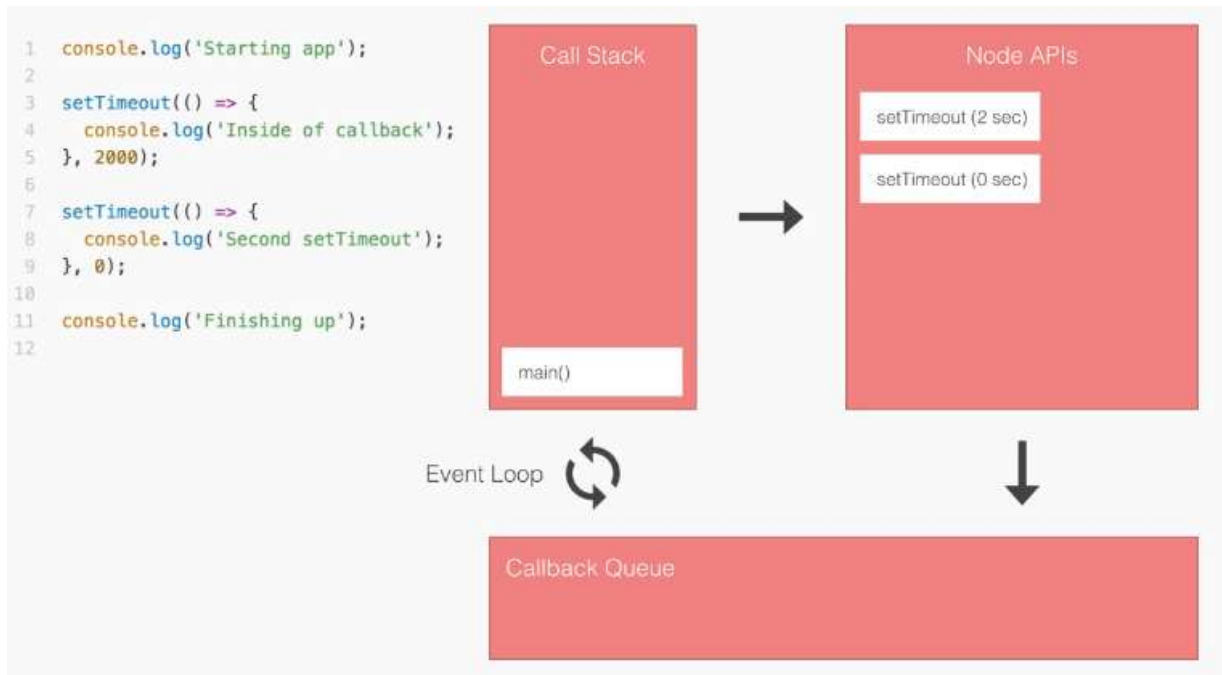 1 console.log('Starting app');
2
3 setTimeout(() => {
4   console.log('Inside of callback');
5 }, 2000);
6
7 setTimeout(() => {
8   console.log('Second setTimeout');
9 }, 0);
10
11 console.log('Finishing up');
12
Call Stack
main()
Node APIs
setTimeout (2 sec)
setTimeout (0 sec)
Event Loop
Callback Queue